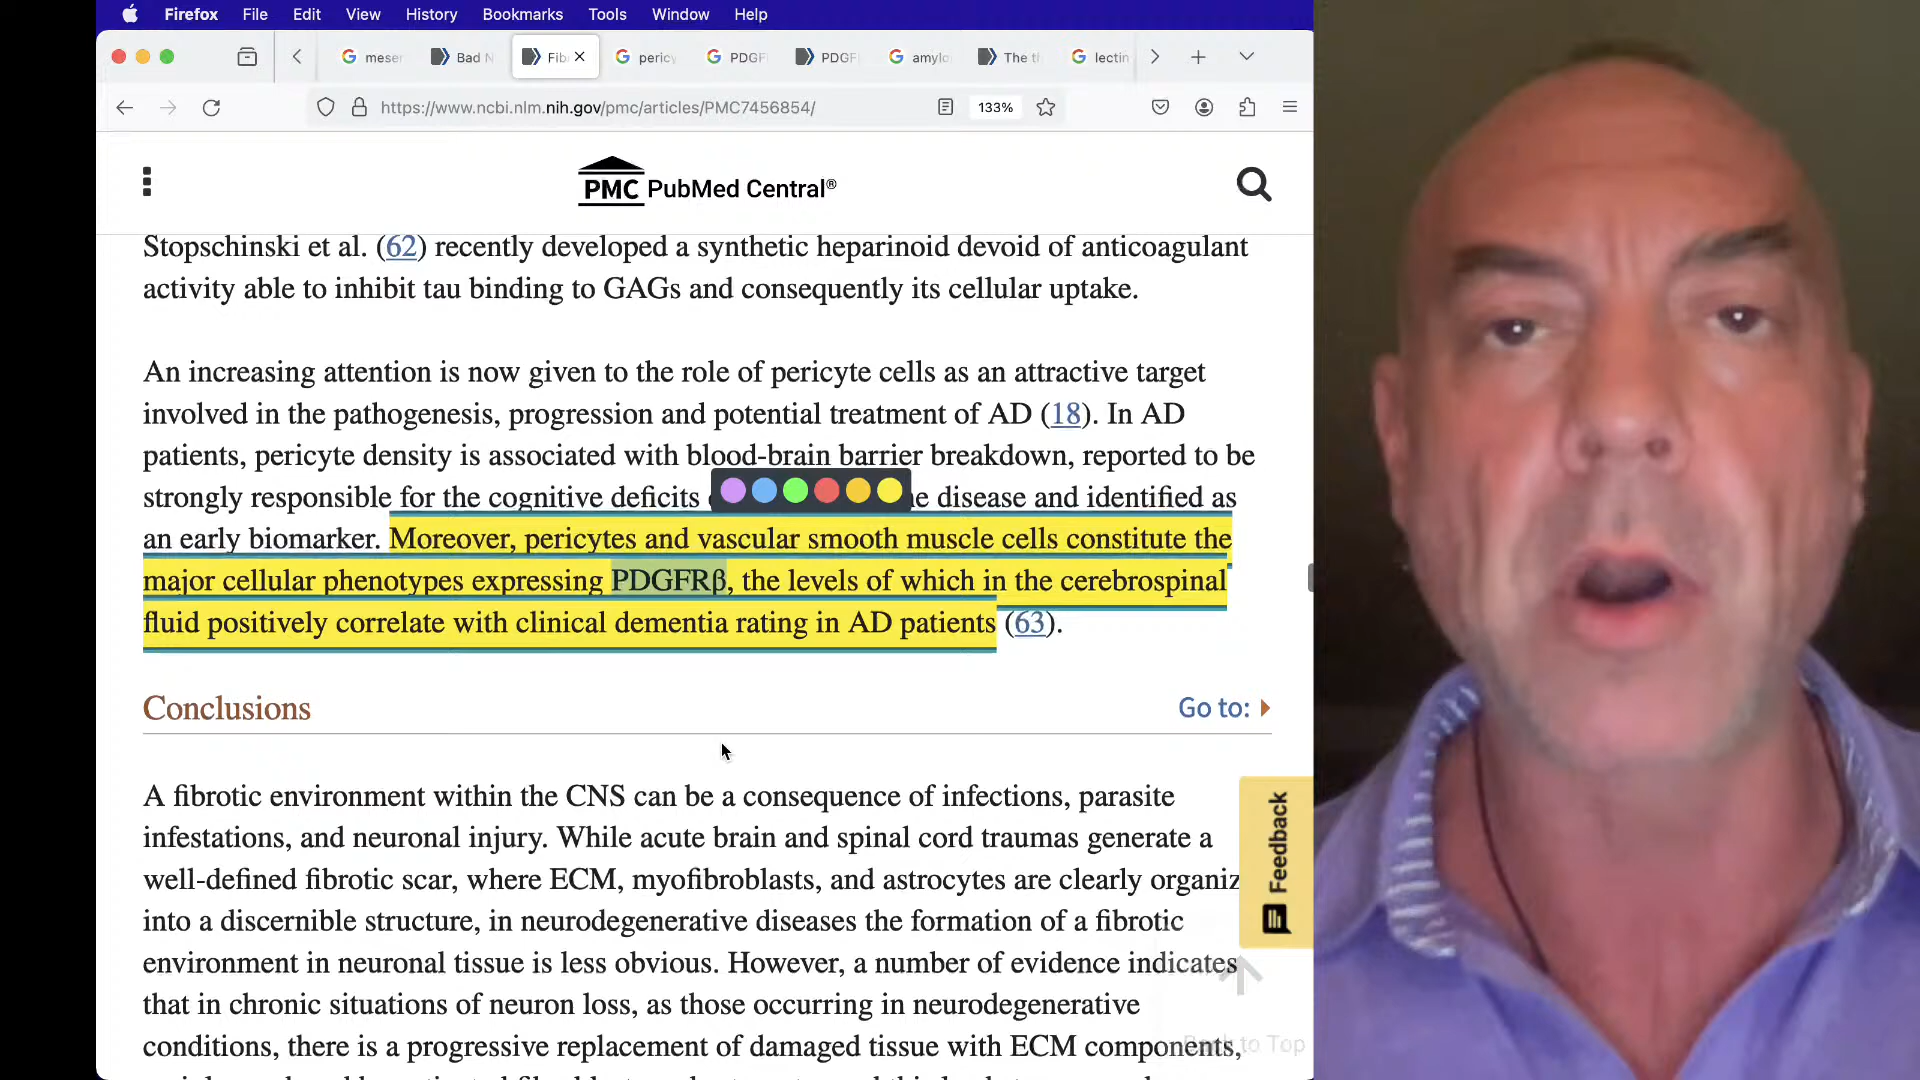 Firefox File Edit View History Bookmarks Tools Window Help
meser Bad N Fib pericy PDGF PDGF amylo The ti lectin
https://www.ncbi.nlm.nih.gov/pmc/articles/PMC7456854/ 133%
PMC PubMed Central®
Stopschinski et al. (62) recently developed a synthetic heparinoid devoid of anticoagulant
activity able to inhibit tau binding to GAGs and consequently its cellular uptake.
An increasing attention is now given to the role of pericyte cells as an attractive target
involved in the pathogenesis, progression and potential treatment of AD (18). In AD
patients, pericyte density is associated with blood-brain barrier breakdown, reported to be
strongly responsible for the cognitive deficits disease and identified as
an early biomarker. Moreover, pericytes and vascular smooth muscle cells constitute the
major cellular phenotypes expressing PDGFRβ, the levels of which in the cerebrospinal
fluid positively correlate with clinical dementia rating in AD patients (63).
Conclusions Go to:
A fibrotic environment within the CNS can be a consequence of infections, parasite
infestations, and neuronal injury. While acute brain and spinal cord traumas generate a
well-defined fibrotic scar, where ECM, myofibroblasts, and astrocytes are clearly organiz
into a discernible structure, in neurodegenerative diseases the formation of a fibrotic
environment in neuronal tissue is less obvious. However, a number of evidence indicates
that in chronic situations of neuron loss, as those occurring in neurodegenerative
conditions, there is a progressive replacement of damaged tissue with ECM components,
Feedback
Back to Top